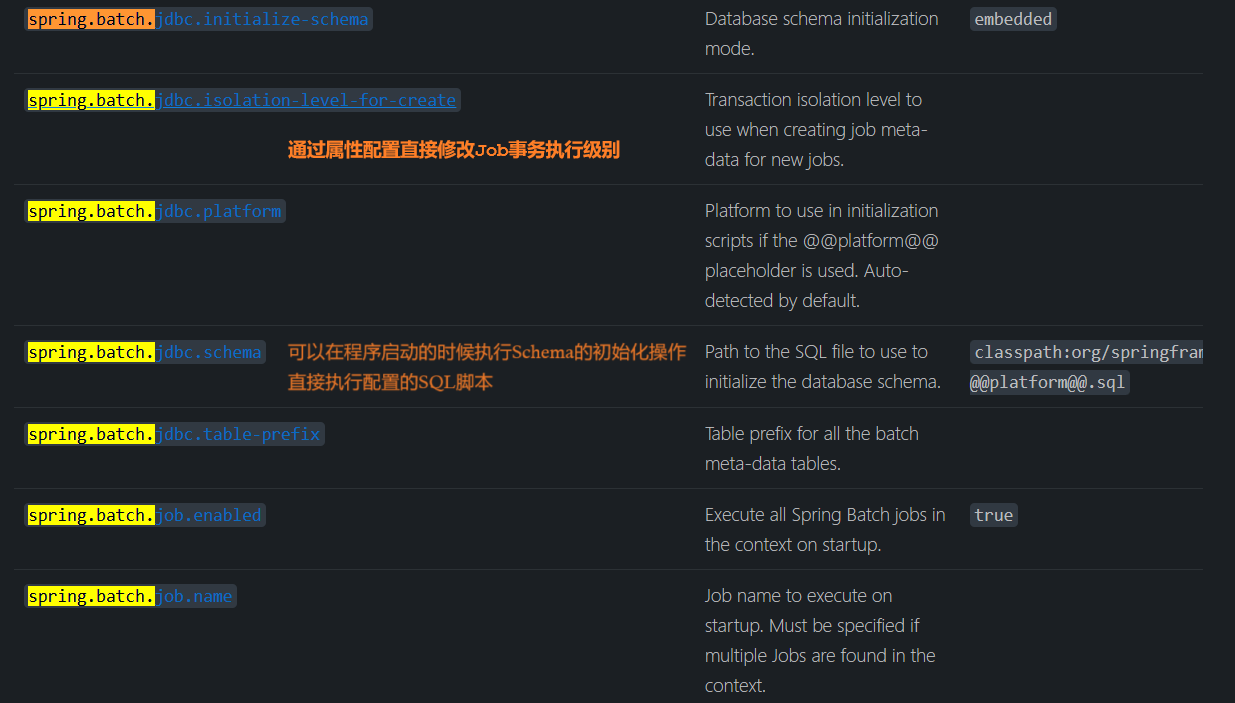 spring.batch.jdbc.initialize-schema Database schema initialization embedded
mode.
spring.batch.jdbc.isolation-level-for-create Transaction isolation level to
use when creating job meta-
通过属性配置直接修改Job事务执行级别
data for new jobs.
spring.batch.jdbc.platform Platform to use in initialization
scripts if the @@platform@@
placeholder is used. Auto-
detected by default.
spring.batch.jdbc.schema 可以在程序启动的时候执行Schema的初始化操作 Path to the SQL file to use to classpath:org/springfram
直接执行配置的SQL脚本 initialize the database schema. @@platform@@.sql
spring.batch.jdbc.table-prefix Table prefix for all the batch
meta-data tables.
spring.batch.job.enabled Execute all Spring Batch jobs in true
the context on startup.
spring.batch.job.name Job name to execute on
startup. Must be specified if
multiple Jobs are found in the
context.